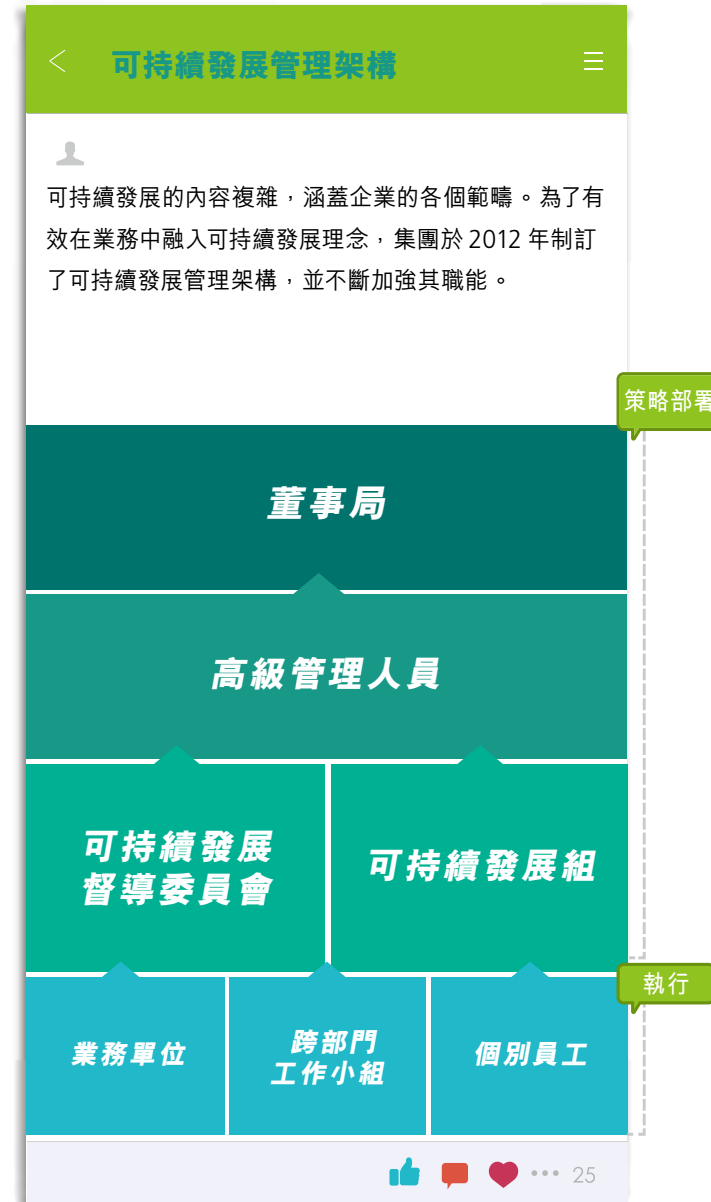 可持續發展管理架構
可持續發展的內容複雜，涵蓋企業的各個範疇。為了有
效在業務中融入可持續發展理念，集團於 2012 年制訂
了可持續發展管理架構，並不斷加強其職能。
策略部署
董事局
高級管理人員
可持續發展
督導委員會
可持續發展組
執行
業務單位
跨部門
工作小組
個別員工
25